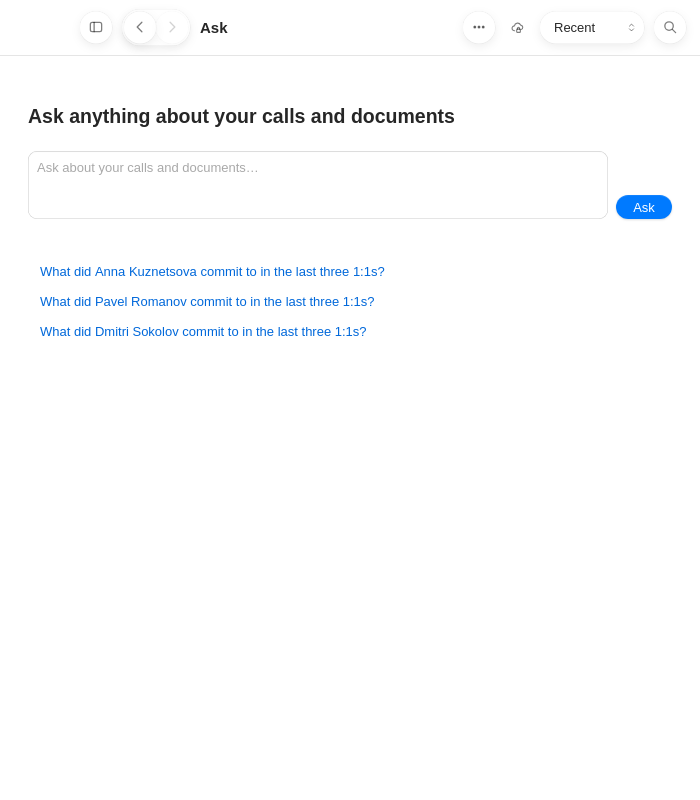 Ask
Recent
Ask anything about your calls and documents
Ask about your calls and documents…
Ask
What did Anna Kuznetsova commit to in the last three 1:1s?
What did Pavel Romanov commit to in the last three 1:1s?
What did Dmitri Sokolov commit to in the last three 1:1s?